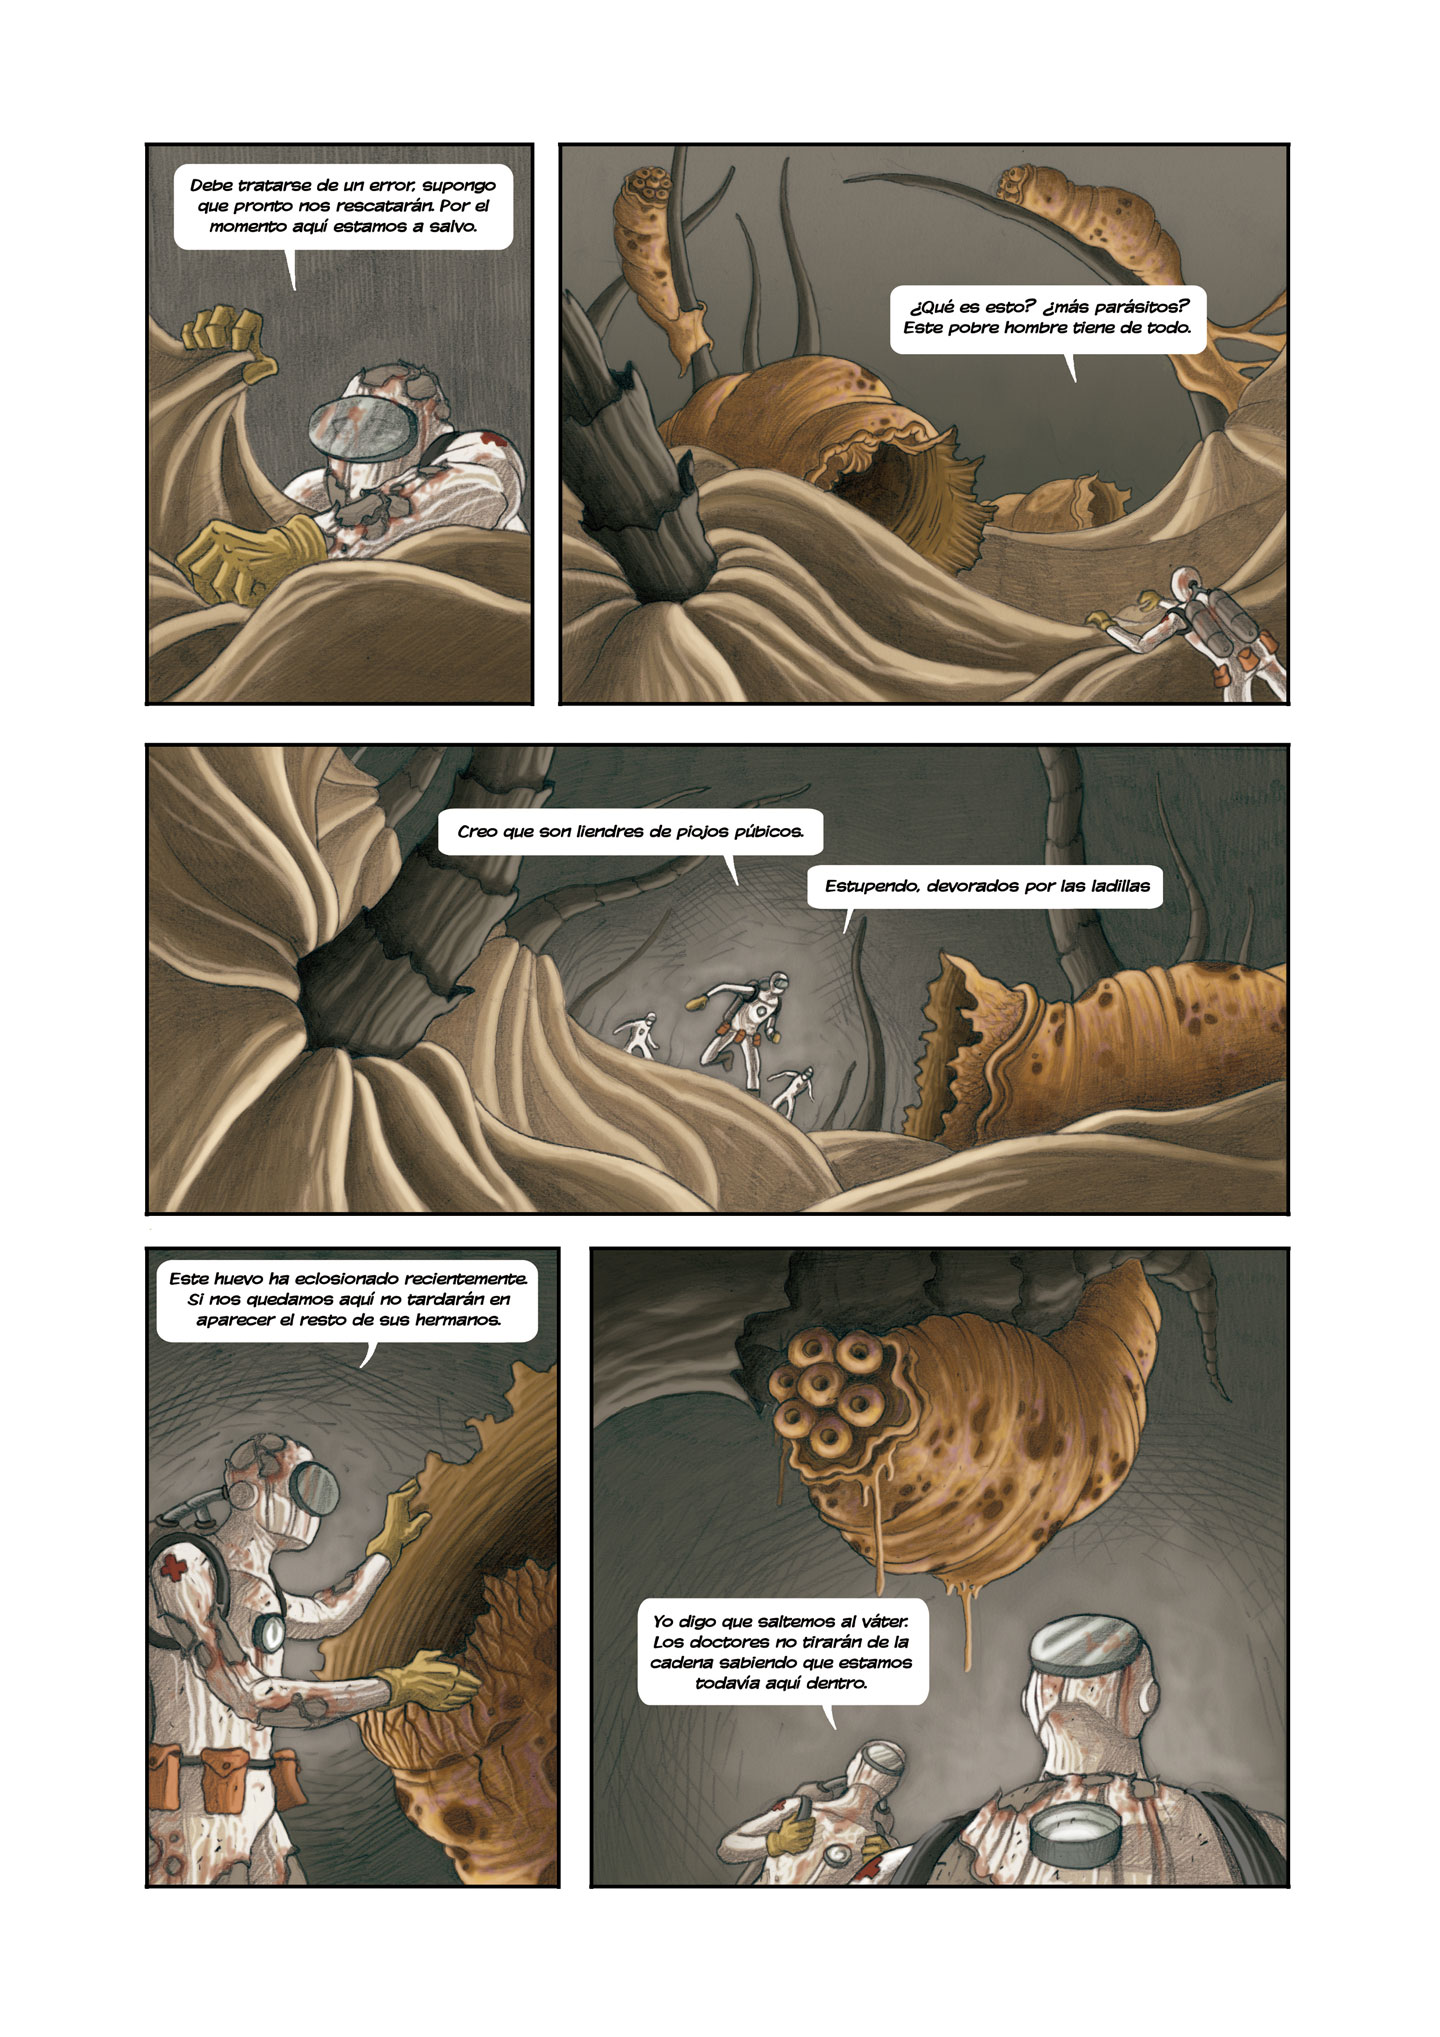 Debe tratarse de un error, supongo
que pronto nos rescatarán. Por el
momento aquí estamos a salvo.
¿Qué es esto? ¿más parásitos?
Este pobre hombre tiene de todo.
Creo que son liendres de piojos púbicos.
Estupendo, devorados por las ladillas
Este huevo ha eclosionado recientemente.
Si nos quedamos aquí no tardarán en
aparecer el resto de sus hermanos.
Yo digo que saltemos al váter.
Los doctores no tirarán de la
cadena sabiendo que estamos
todavía aquí dentro.